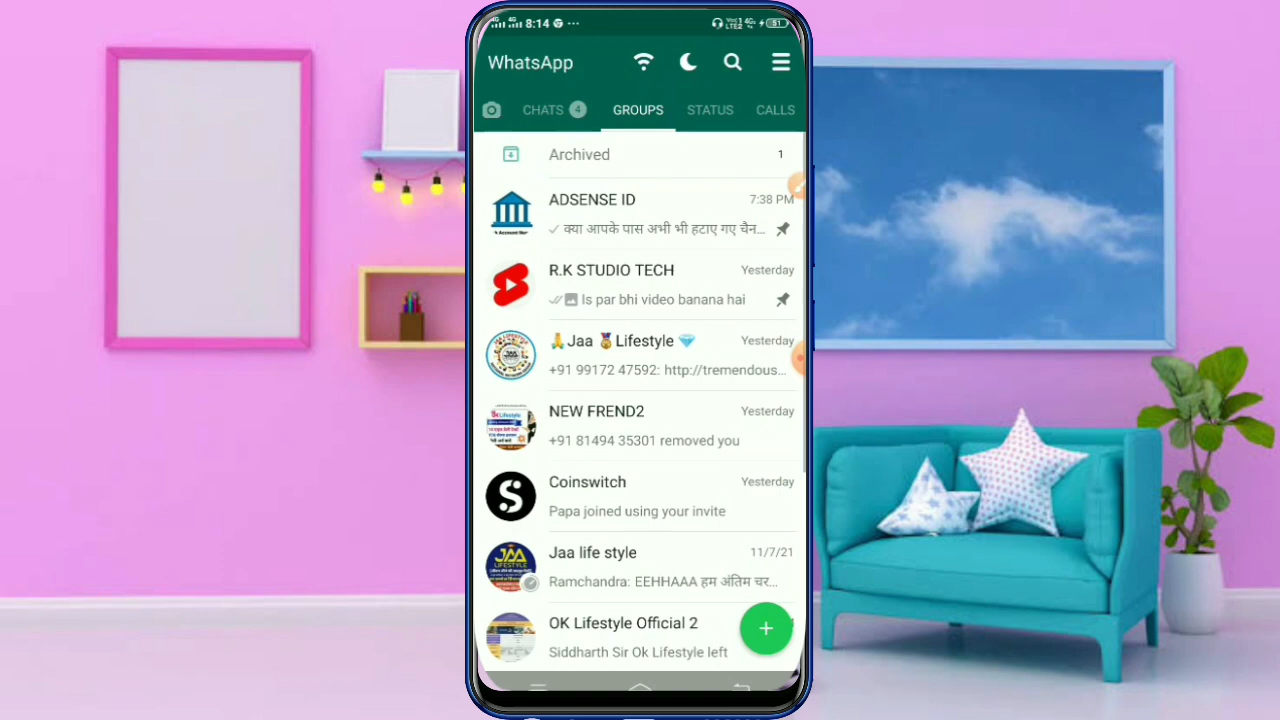 8:14
51
WhatsApp
CHATS 4 GROUPS STATUS CALLS
Archived 1
ADSENSE ID 7:38 PM
क्या आपके पास अभी भी हटाए गए चैन...
R.K STUDIO TECH Yesterday
Is par bhi video banana hai
🙏Jaa 🏅Lifestyle 💎 Yesterday
+91 99172 47592: http://tremendous...
NEW FREND2 Yesterday
+91 81494 35301 removed you
Coinswitch Yesterday
Papa joined using your invite
Jaa life style 11/7/21
Ramchandra: EEHHAAA हम अंतिम चर...
OK Lifestyle Official 2
Siddharth Sir Ok Lifestyle left